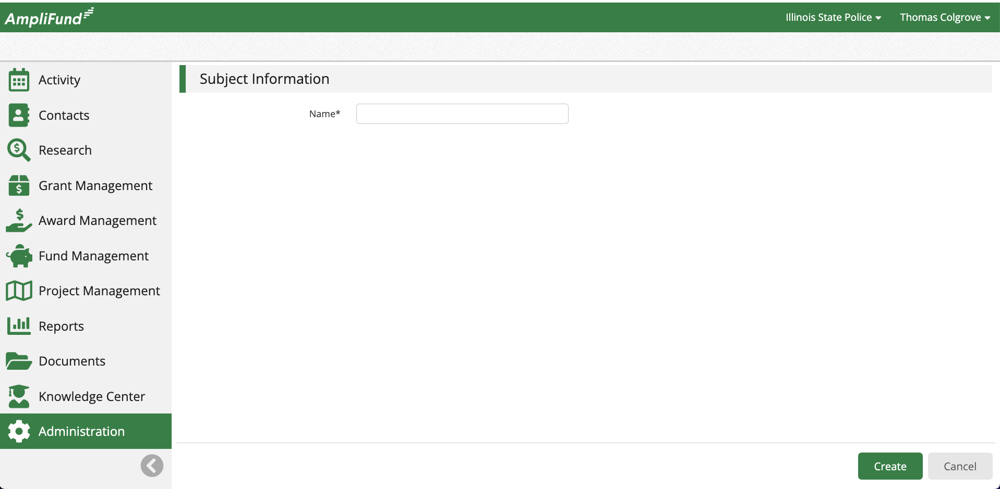 AmpliFund
Illinois State Police
Thomas Colgrove
Activity
Contacts
Research
Grant Management
Award Management
Fund Management
Project Management
Reports
Documents
Knowledge Center
Administration
Subject Information
Name*
Create
Cancel